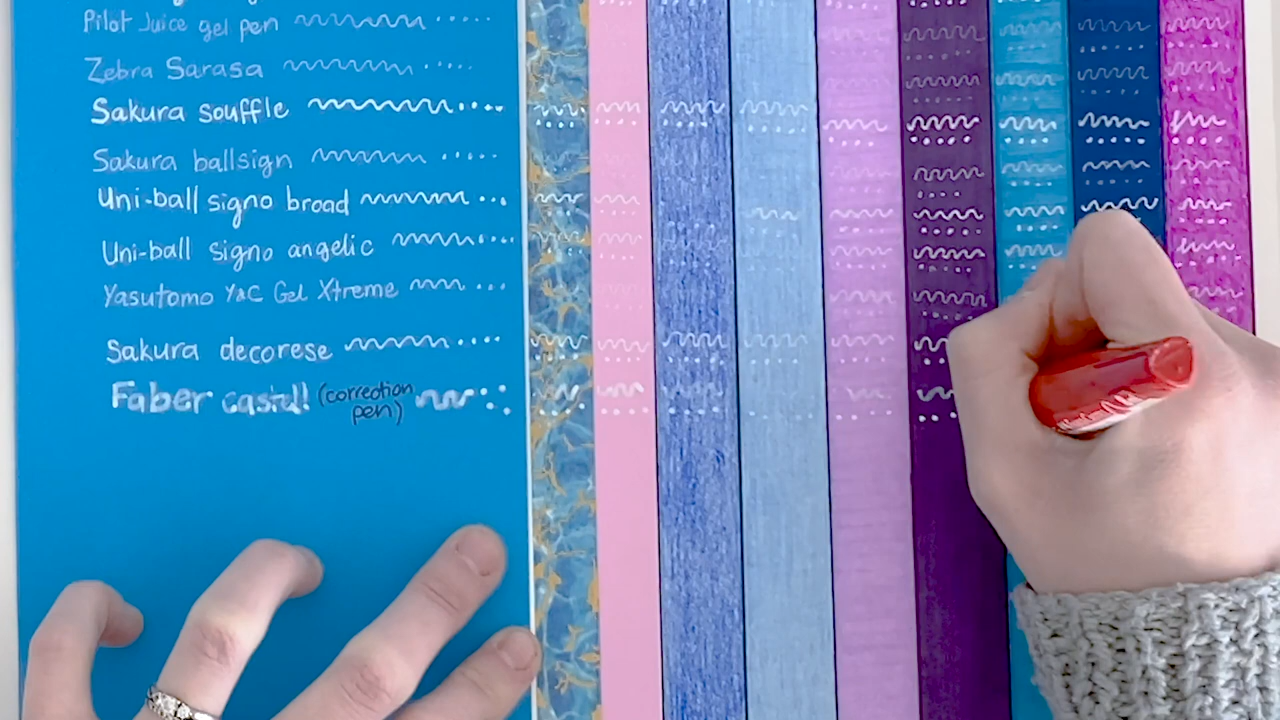 Pilot Juice gel pen
Zebra Sarasa
Sakura souffle
Sakura ballsign
Uni-ball signo broad
Uni-ball signo angelic
Yasutomo Y&C Gel Xtreme
Sakura decorese
Faber castell (correction
pen)